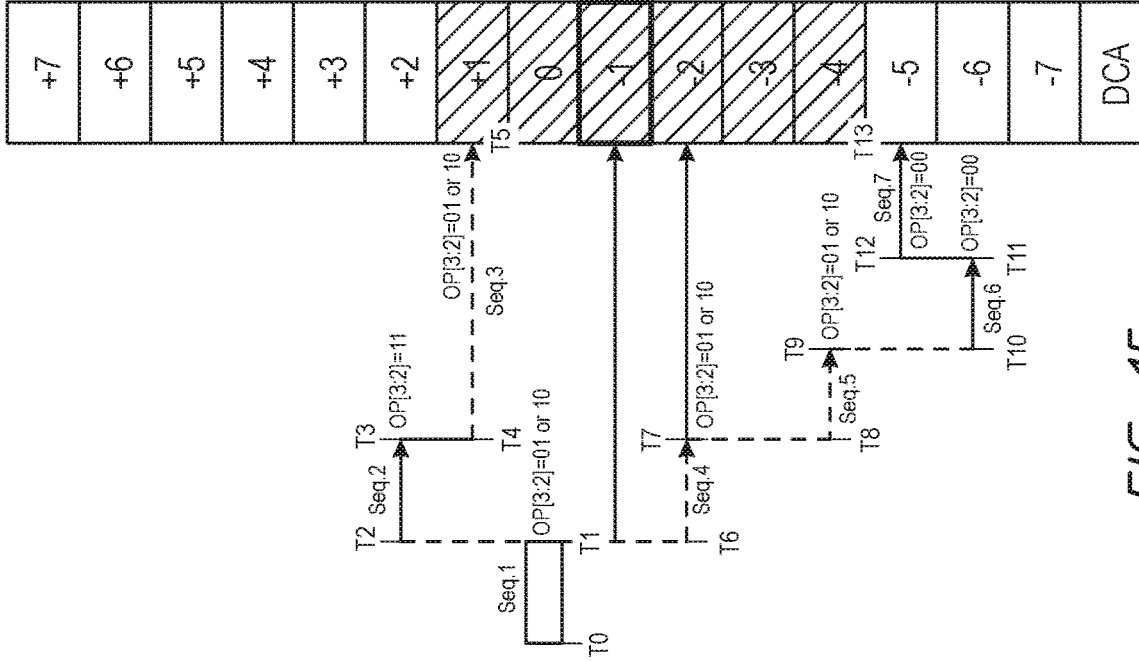 +7
+6
+5
+4
+3
+2
+1
0
-1
-2
-3
-4
-5
-6
-7
DCA
T0
Seq.1
T1
OP[3:2]=01 or 10
T2
Seq.2
T3
OP[3:2]=11
T4
OP[3:2]=01 or 10
Seq.3
T5
T6
Seq.4
T7
OP[3:2]=01 or 10
T8
Seq.5
T9
OP[3:2]=01 or 10
T10
Seq.6
T11
OP[3:2]=00
T12
OP[3:2]=00
Seq.7
T13